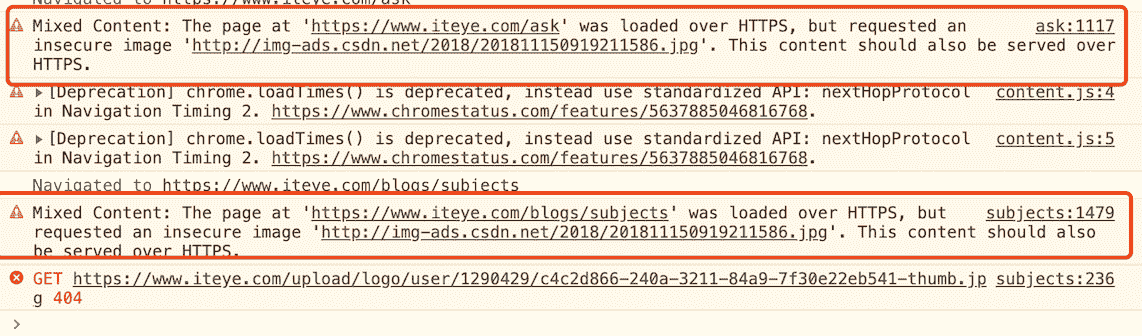 Navigated to https://www.iteye.com/ask
Mixed Content: The page at 'https://www.iteye.com/ask' was loaded over HTTPS, but requested an ask:1117
insecure image 'http://img-ads.csdn.net/2018/201811150919211586.jpg'. This content should also be served over
HTTPS.
▶[Deprecation] chrome.loadTimes() is deprecated, instead use standardized API: nextHopProtocol content.js:4
in Navigation Timing 2. https://www.chromestatus.com/features/5637885046816768.
▶[Deprecation] chrome.loadTimes() is deprecated, instead use standardized API: nextHopProtocol content.js:5
in Navigation Timing 2. https://www.chromestatus.com/features/5637885046816768.
Navigated to https://www.iteye.com/blogs/subjects
Mixed Content: The page at 'https://www.iteye.com/blogs/subjects' was loaded over HTTPS, but subjects:1479
requested an insecure image 'http://img-ads.csdn.net/2018/201811150919211586.jpg'. This content should also
be served over HTTPS.
GET https://www.iteye.com/upload/logo/user/1290429/c4c2d866-240a-3211-84a9-7f30e22eb541-thumb.jp subjects:236
g 404
>